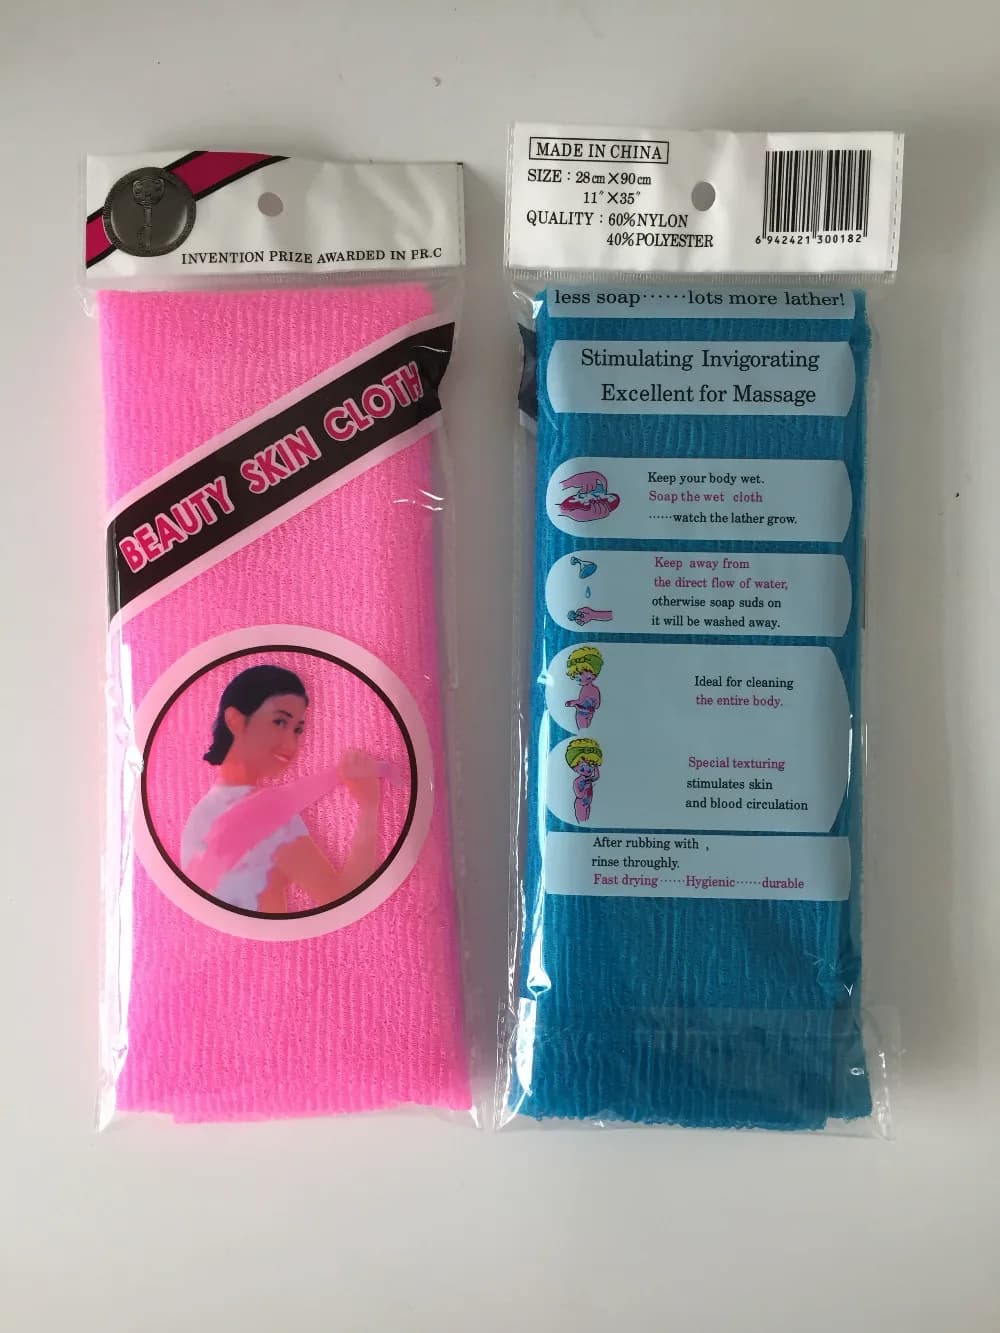 INVENTION PRIZE AWARDED IN PR.C
BEAUTY SKIN CLOTH
MADE IN CHINA
SIZE : 28cm×90cm
11"×35"
QUALITY : 60%NYLON
40%POLYESTER
6 942421 300182
less soap······lots more lather!
Stimulating Invigorating
Excellent for Massage
Keep your body wet.
Soap the wet cloth
······watch the lather grow.
Keep away from
the direct flow of water,
otherwise soap suds on
it will be washed away.
Ideal for cleaning
the entire body.
Special texturing
stimulates skin
and blood circulation
After rubbing with ,
rinse throughly.
Fast drying······Hygienic······durable